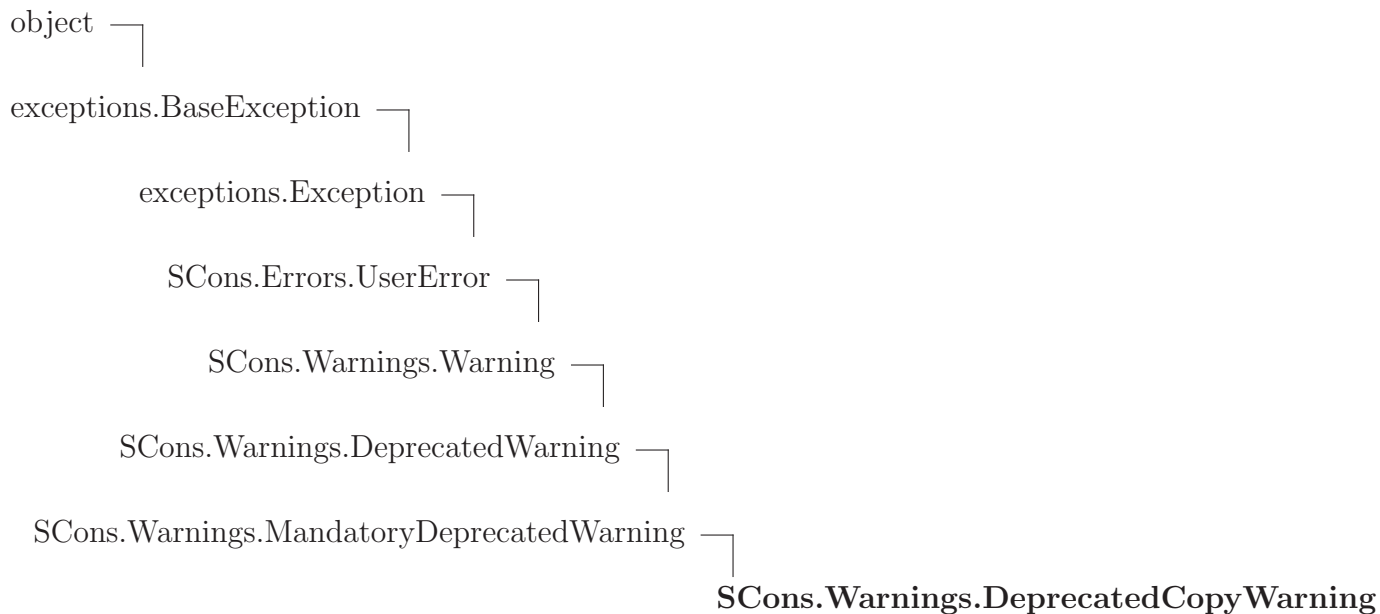 object
exceptions.BaseException
exceptions.Exception
SCons.Errors.UserError
SCons.Warnings.Warning
SCons.Warnings.DeprecatedWarning
SCons.Warnings.MandatoryDeprecatedWarning
SCons.Warnings.DeprecatedCopyWarning